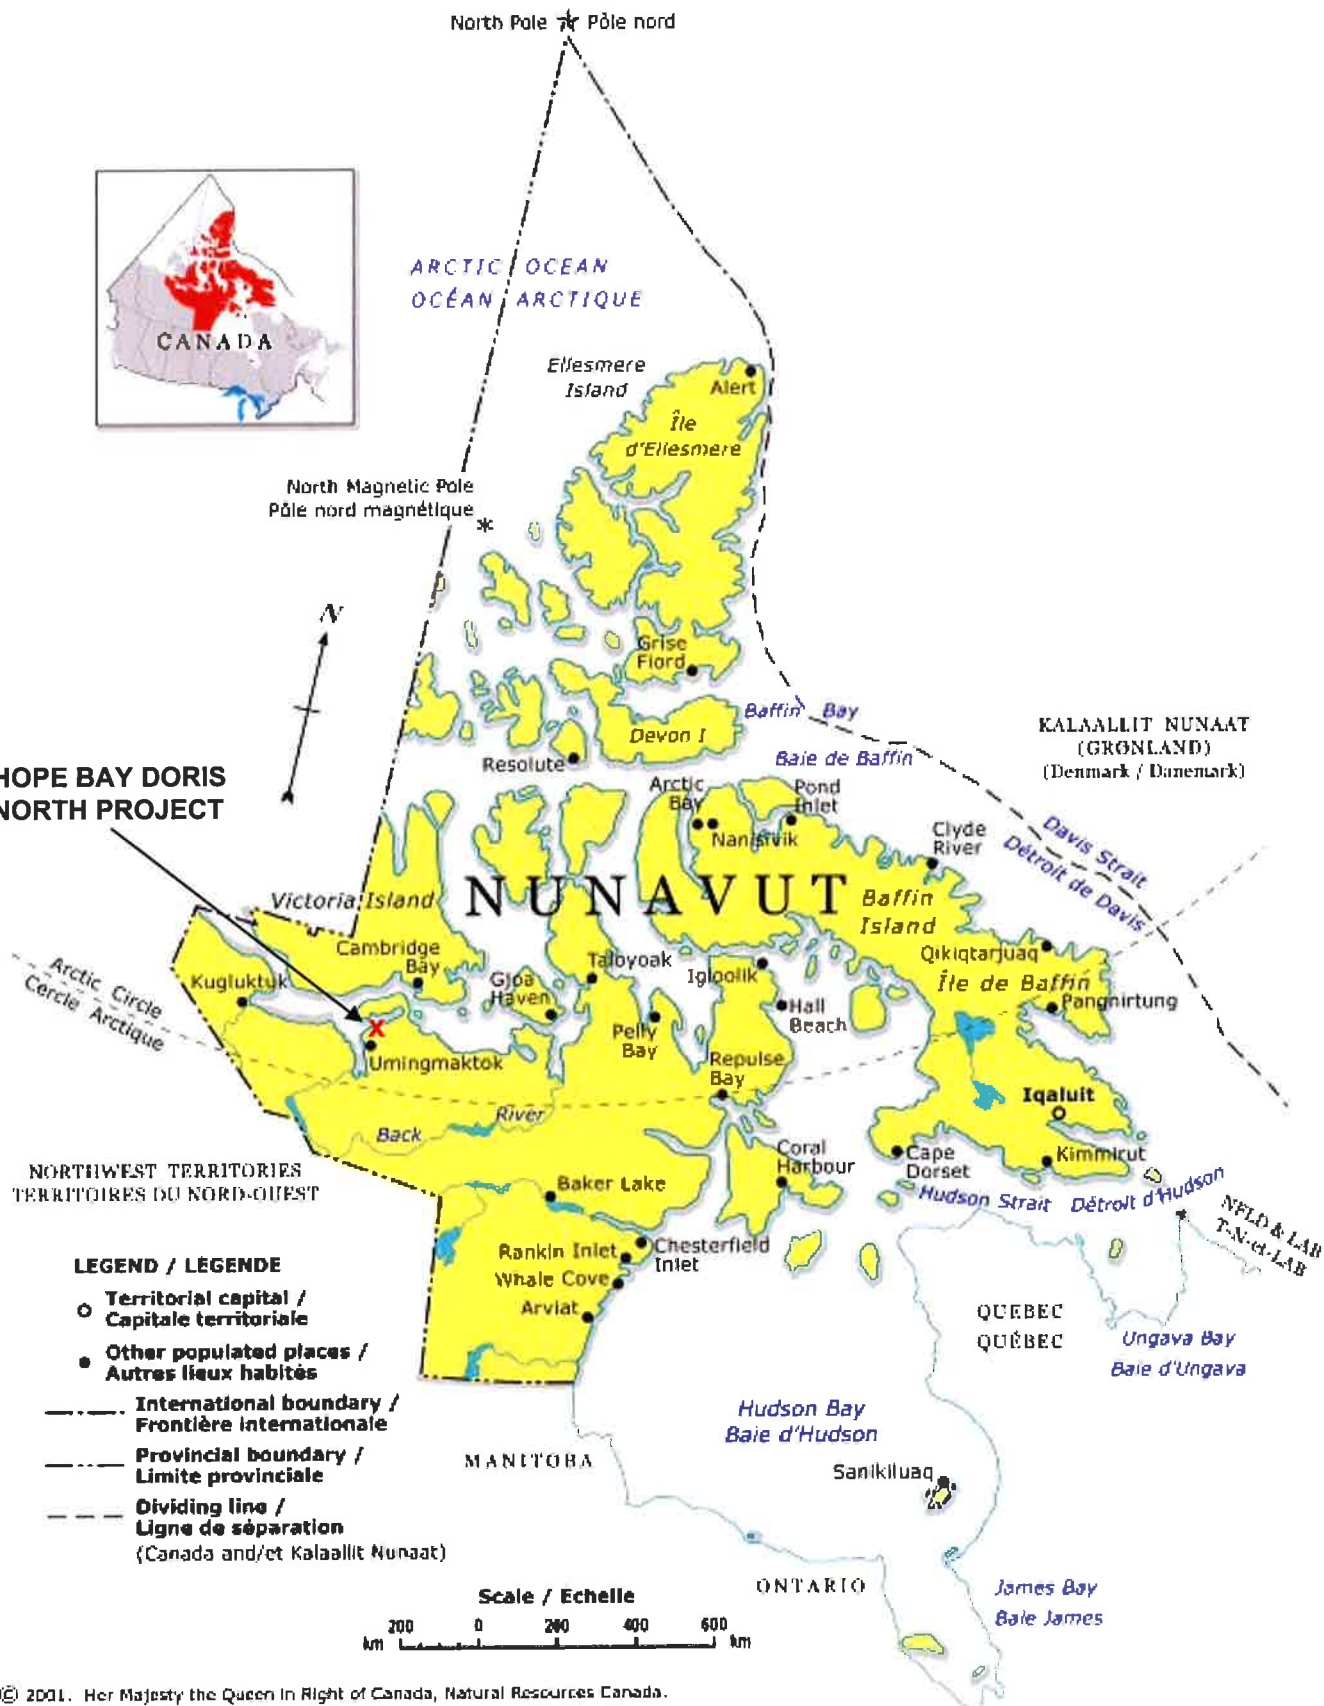 North Pole Pôle nord
CANADA
ARCTIC OCEAN
OCÉAN ARCTIQUE
Ellesmere
Island
Alert
Île
d'Ellesmere
North Magnetic Pole
Pôle nord magnétique
N
Grise
Fiord
Baffin Bay
Baie de Baffin
Devon I
Resolute
KALAALLIT NUNAAT
(GRØNLAND)
(Denmark / Danemark)
HOPE BAY DORIS
NORTH PROJECT
Arctic
Bay
Nanisivik
Pond
Inlet
Clyde
River
Davis Strait
Détroit de Davis
NUNAVUT
Victoria Island
Baffin
Island
Cambridge
Bay
Kugluktuk
Arctic Circle
Cercle Arctique
Gjoa
Haven
Taloyoak
Igloolik
Qikiqtarjuaq
Île de Baffin
Pangnirtung
Hall
Beach
X
Umingmaktok
Pelly
Bay
Repulse
Bay
Iqaluit
Back River
Coral
Harbour
Cape
Dorset
Kimmirut
Hudson Strait Détroit d'Hudson
NORTHWEST TERRITORIES
TERRITOIRES DU NORD-OUEST
Baker Lake
NFLD & LAB
T-N-et-LAB
Rankin Inlet
Chesterfield
Inlet
Whale Cove
Arviat
QUEBEC
QUÉBEC
Ungava Bay
Baie d'Ungava
Hudson Bay
Baie d'Hudson
MANITOBA
Sanikiluaq
ONTARIO
James Bay
Baie James
LEGEND / LÉGENDE
Territorial capital /
Capitale territoriale
Other populated places /
Autres lieux habités
International boundary /
Frontière internationale
Provincial boundary /
Limite provinciale
Dividing line /
Ligne de séparation
(Canada and/et Kalaallit Nunaat)
Scale / Echelle
200 0 200 600
km km
© 2001. Her Majesty the Queen in Right of Canada, Natural Resources Canada.